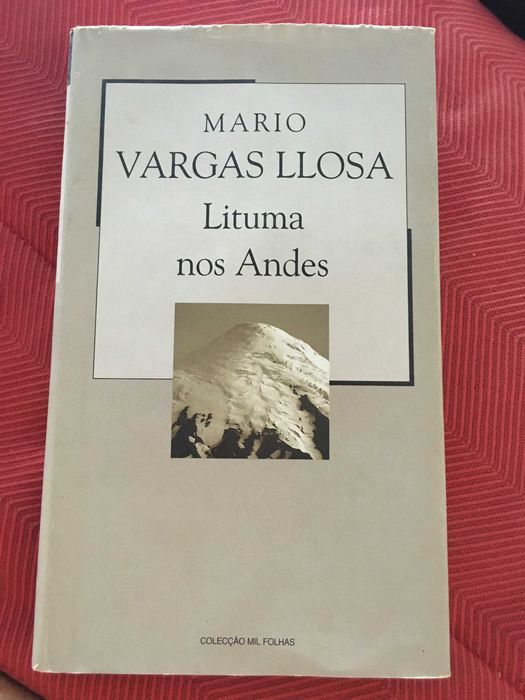 MARIO
VARGAS LLOSA
Lituma
nos Andes
COLECÇÃO MIL FOLHAS